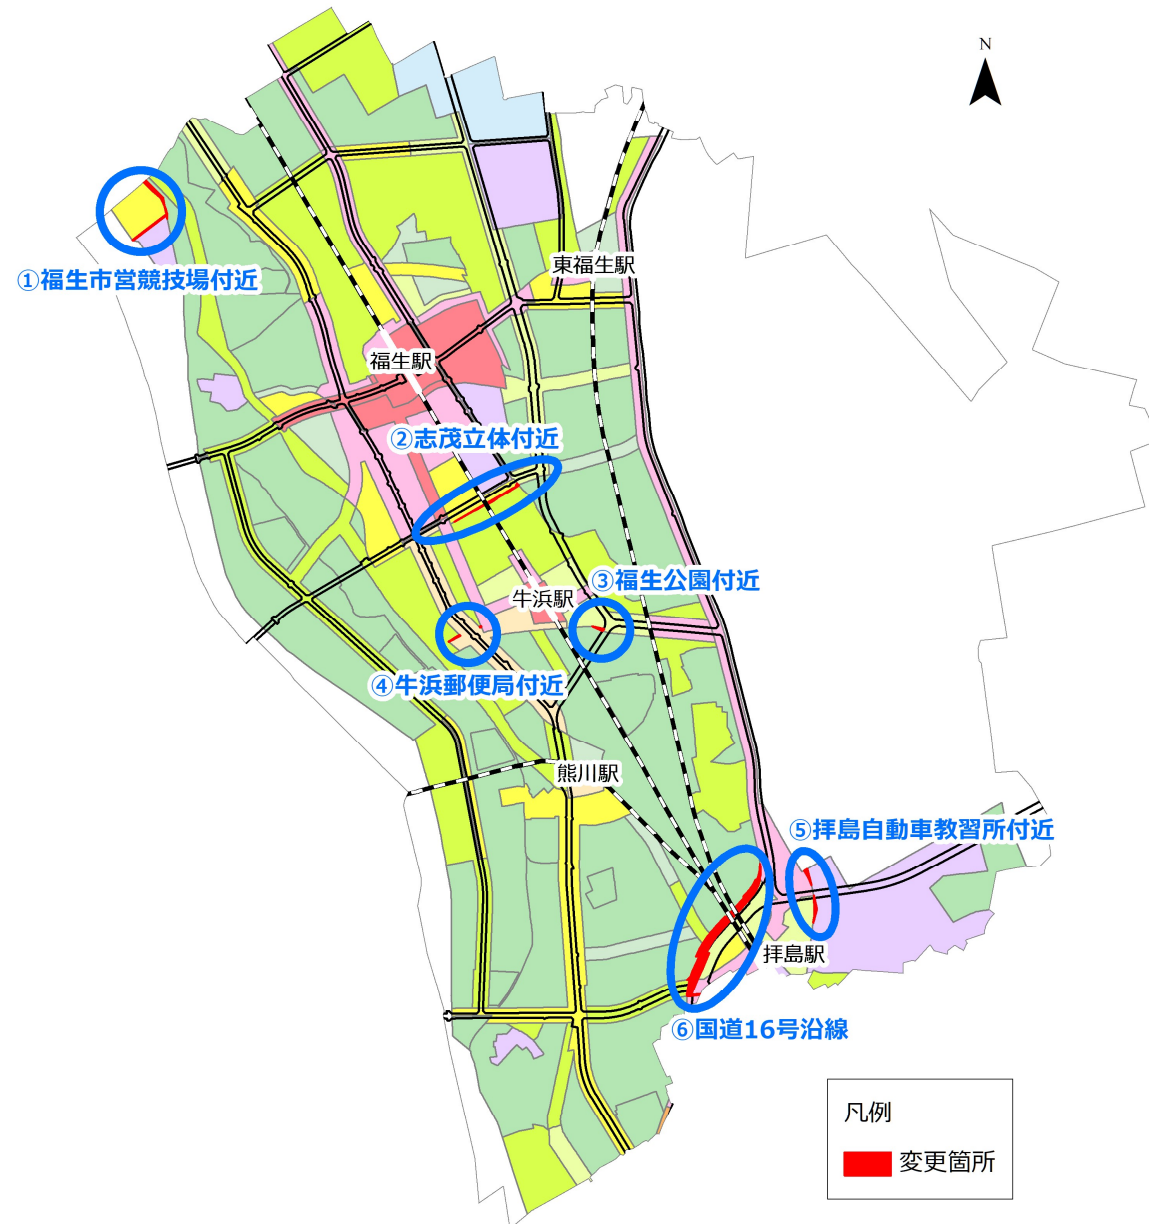 N
①福生市営競技場付近
東福生駅
福生駅
②志茂立体付近
③福生公園付近
牛浜駅
④牛浜郵便局付近
熊川駅
⑤拝島自動車教習所付近
拝島駅
⑥国道16号沿線
凡例
変更箇所